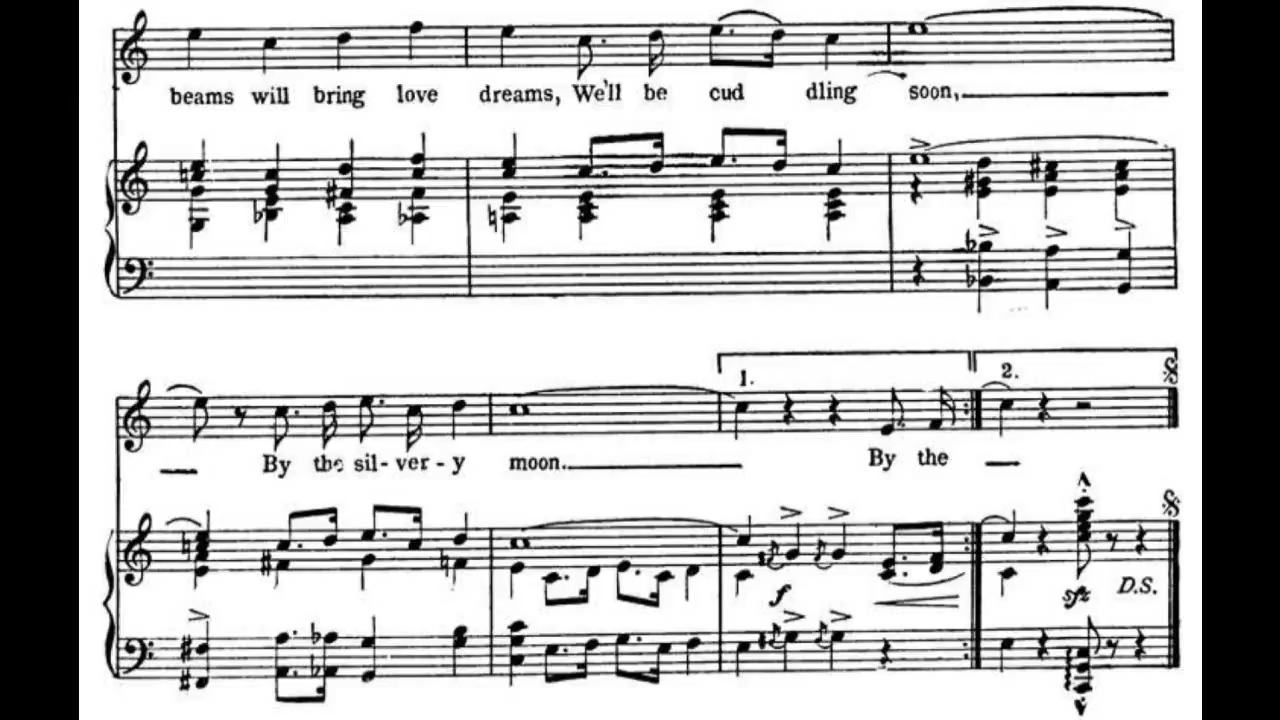 beams will bring love dreams, We'll be cud dling soon,
1. 2.
By the sil-ver-y moon. By the
f sfz D.S.